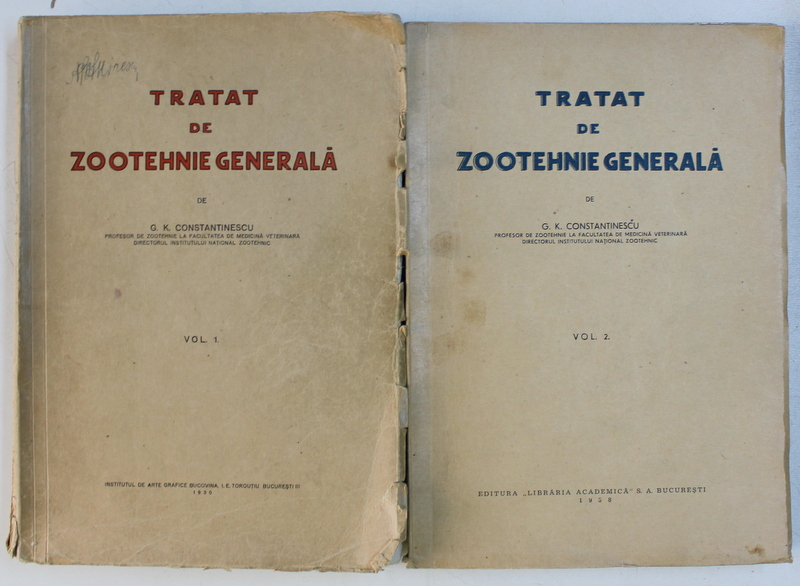 TRATAT
DE
ZOOTEHNIE GENERALĂ
DE
G. K. CONSTANTINESCU
PROFESOR DE ZOOTEHNIE LA FACULTATEA DE MEDICINĂ VETERINARĂ
DIRECTORUL INSTITUTULUI NAȚIONAL ZOOTEHNIC
VOL. 1.
INSTITUTUL DE ARTE GRAFICE BUCOVINA, I. E. TOROUȚIU BUCUREȘTI III
TRATAT
DE
ZOOTEHNIE GENERALĂ
DE
G. K. CONSTANTINESCU
PROFESOR DE ZOOTEHNIE LA FACULTATEA DE MEDICINĂ VETERINARĂ
DIRECTORUL INSTITUTULUI NAȚIONAL ZOOTEHNIC
VOL. 2.
EDITURA „LIBRĂRIA ACADEMICĂ” S. A. BUCUREȘTI